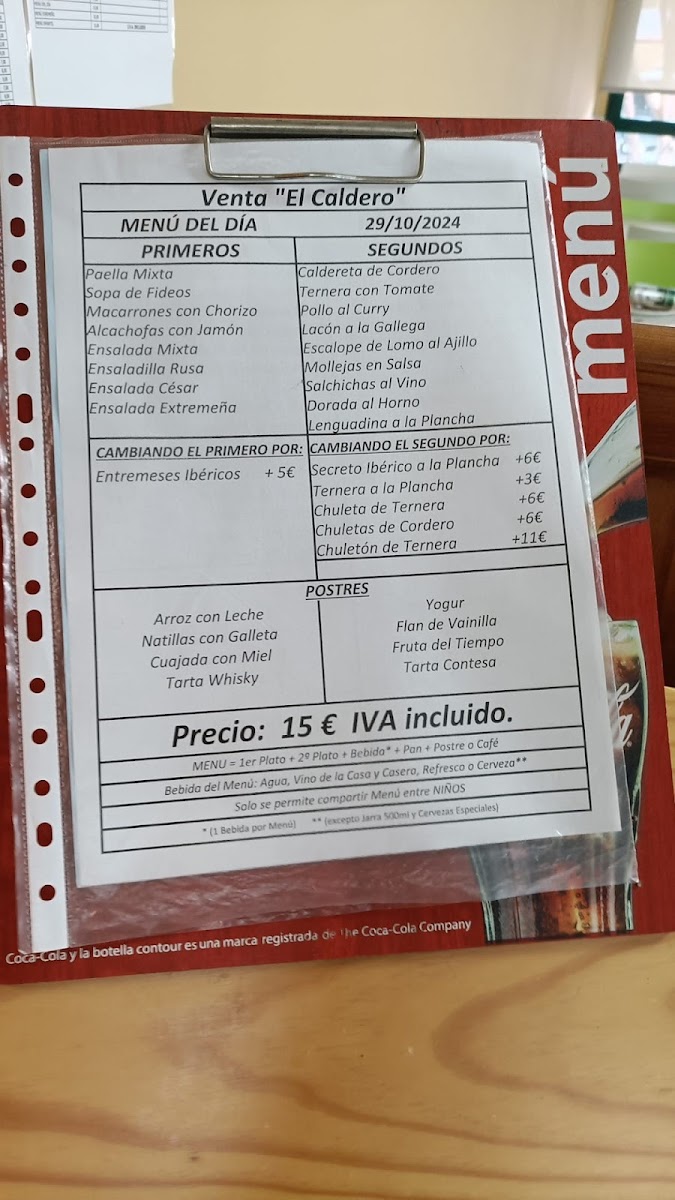 Venta "El Caldero"
MENÚ DEL DÍA 29/10/2024
PRIMEROS
Paella Mixta
Sopa de Fideos
Macarrones con Chorizo
Alcachofas con Jamón
Ensalada Mixta
Ensaladilla Rusa
Ensalada César
Ensalada Extremeña
SEGUNDOS
Caldereta de Cordero
Ternera con Tomate
Pollo al Curry
Lacón a la Gallega
Escalope de Lomo al Ajillo
Mollejas en Salsa
Salchichas al Vino
Dorada al Horno
Lenguadina a la Plancha
CAMBIANDO EL PRIMERO POR:
Entremeses Ibéricos + 5€
CAMBIANDO EL SEGUNDO POR:
Secreto Ibérico a la Plancha +6€
Ternera a la Plancha +3€
Chuleta de Ternera +6€
Chuletas de Cordero +6€
Chuletón de Ternera +11€
POSTRES
Arroz con Leche
Natillas con Galleta
Cuajada con Miel
Tarta Whisky
Yogur
Flan de Vainilla
Fruta del Tiempo
Tarta Contesa
Precio: 15 € IVA incluido.
MENU = 1er Plato + 2º Plato + Bebida* + Pan + Postre o Café
Bebida del Menú: Agua, Vino de la Casa y Casera, Refresco o Cerveza**
Solo se permite compartir Menú entre NIÑOS
* (1 Bebida por Menú) ** (excepto Jarra 500ml y Cervezas Especiales)
menú
Coca-Cola y la botella contour es una marca registrada de the Coca-Cola Company